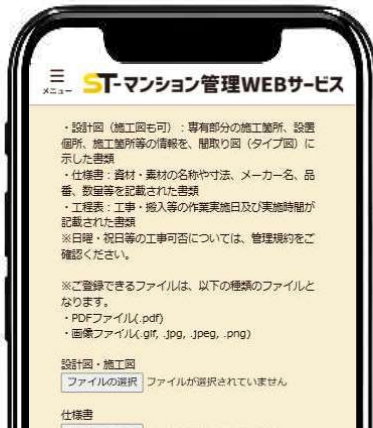 メニュー
ST-マンション管理WEBサービス
・設計図（施工図も可）：専有部分の施工箇所、設置
個所、施工箇所等の情報を、間取り図（タイプ図）に
示した書類
・仕様書：資材・素材の名称や寸法、メーカー名、品
番、数量等を記載された書類
・工程表：工事・搬入等の作業実施日及び実施時間が
記載された書類
※日曜・祝日等の工事可否については、管理規約をご
確認ください。
※ご登録できるファイルは、以下の種類のファイルと
なります。
・PDFファイル(.pdf)
・画像ファイル(.gif, .jpg, .jpeg, .png)
設計図・施工図
ファイルの選択 ファイルが選択されていません
仕様書